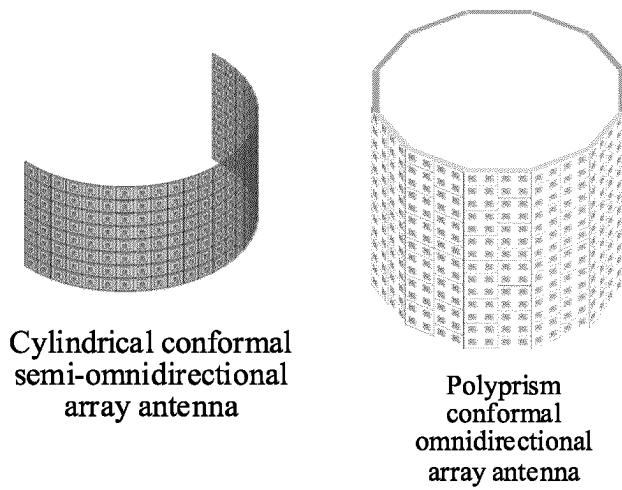 Cylindrical conformal
semi-omnidirectional
array antenna
Polyprism
conformal
omnidirectional
array antenna